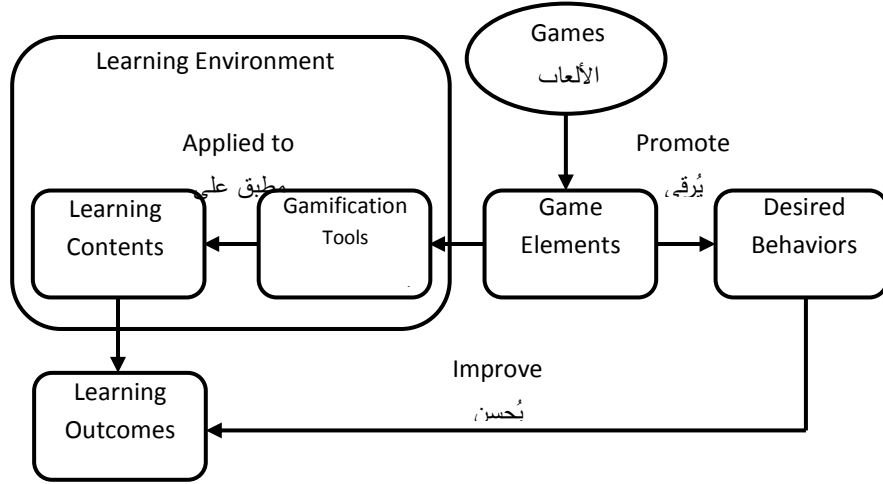 Games
الألعاب
Learning Environment
Applied to
مطبق على
Promote
يُرقي
Learning
Contents
Gamification
Tools
Game
Elements
Desired
Behaviors
Improve
يُحسن
Learning
Outcomes